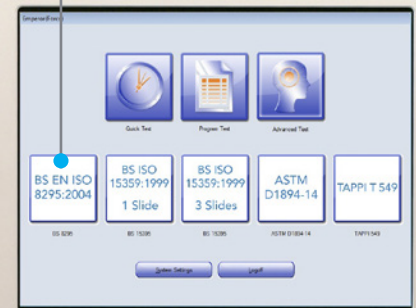 Quick Test
Program Test
Advanced Test
BS EN ISO
8295:2004
BS ISO
15359:1999
1 Slide
BS ISO
15359:1999
3 Slides
ASTM
D1894-14
TAPPI T 549
BS 8295
BS 15359
BS 15359
ASTM D1894-14
TAPPI 549
System Settings
Logoff